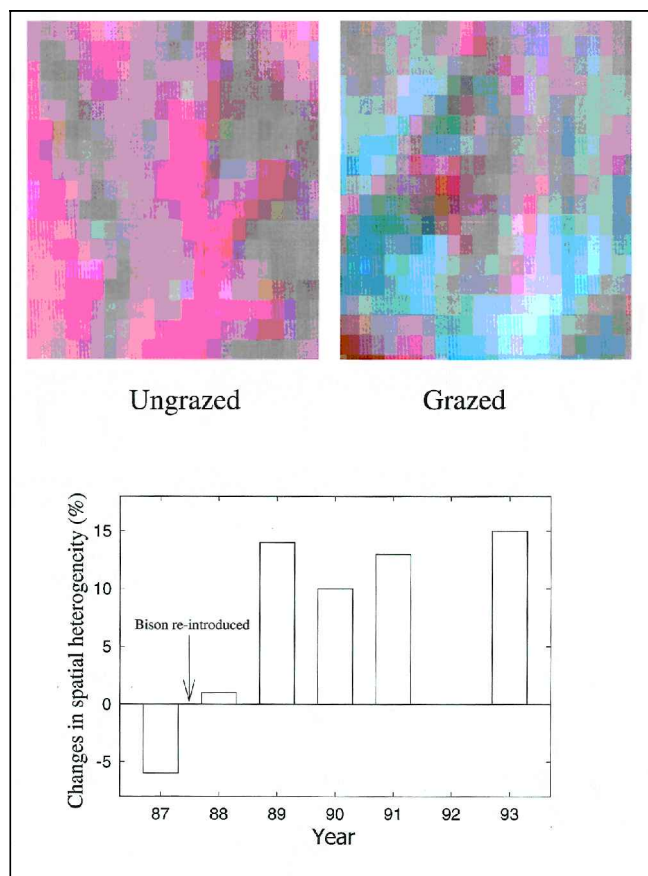 Ungrazed Grazed
Changes in spatial heterogencity (%)
15
10
5
0
-5
Bison re-introduced
87 88 89 90 91 92 93
Year